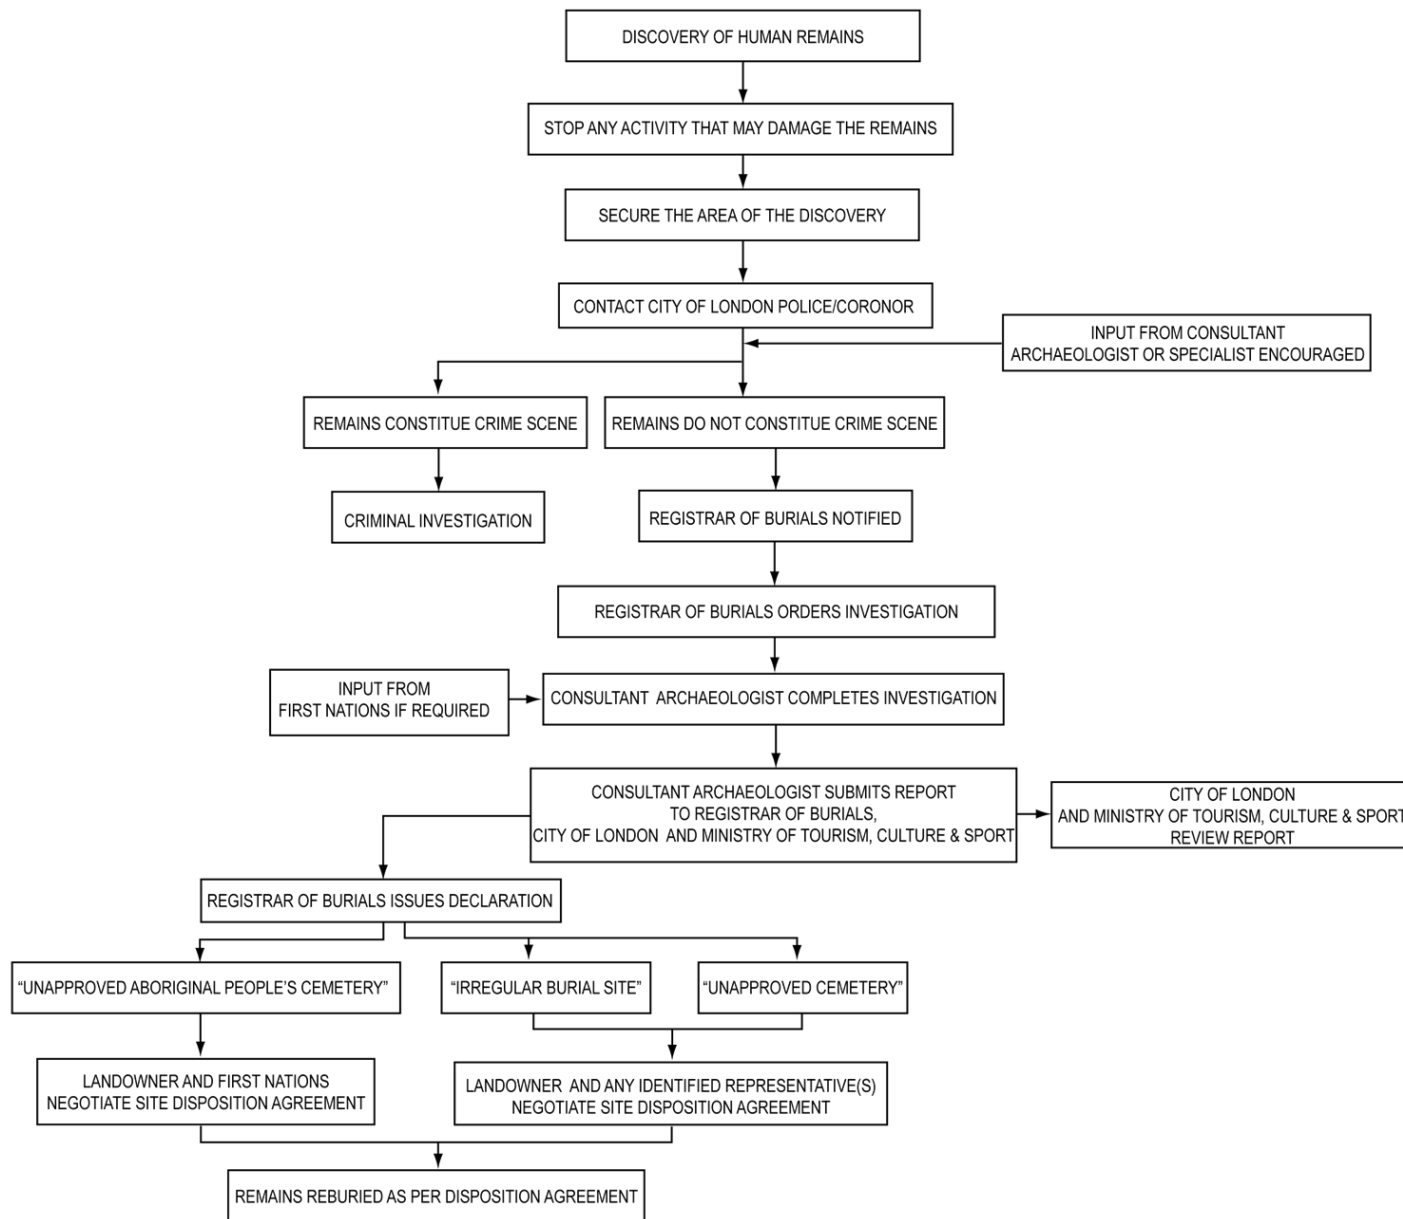 DISCOVERY OF HUMAN REMAINS
STOP ANY ACTIVITY THAT MAY DAMAGE THE REMAINS
SECURE THE AREA OF THE DISCOVERY
CONTACT CITY OF LONDON POLICE/CORONOR
INPUT FROM CONSULTANT
ARCHAEOLOGIST OR SPECIALIST ENCOURAGED
REMAINS CONSTITUE CRIME SCENE
REMAINS DO NOT CONSTITUE CRIME SCENE
CRIMINAL INVESTIGATION
REGISTRAR OF BURIALS NOTIFIED
REGISTRAR OF BURIALS ORDERS INVESTIGATION
INPUT FROM
FIRST NATIONS IF REQUIRED
CONSULTANT ARCHAEOLOGIST COMPLETES INVESTIGATION
CONSULTANT ARCHAEOLOGIST SUBMITS REPORT
TO REGISTRAR OF BURIALS,
CITY OF LONDON AND MINISTRY OF TOURISM, CULTURE & SPORT
CITY OF LONDON
AND MINISTRY OF TOURISM, CULTURE & SPORT
REVIEW REPORT
REGISTRAR OF BURIALS ISSUES DECLARATION
“UNAPPROVED ABORIGINAL PEOPLE’S CEMETERY”
“IRREGULAR BURIAL SITE”
“UNAPPROVED CEMETERY”
LANDOWNER AND FIRST NATIONS
NEGOTIATE SITE DISPOSITION AGREEMENT
LANDOWNER AND ANY IDENTIFIED REPRESENTATIVE(S)
NEGOTIATE SITE DISPOSITION AGREEMENT
REMAINS REBURIED AS PER DISPOSITION AGREEMENT